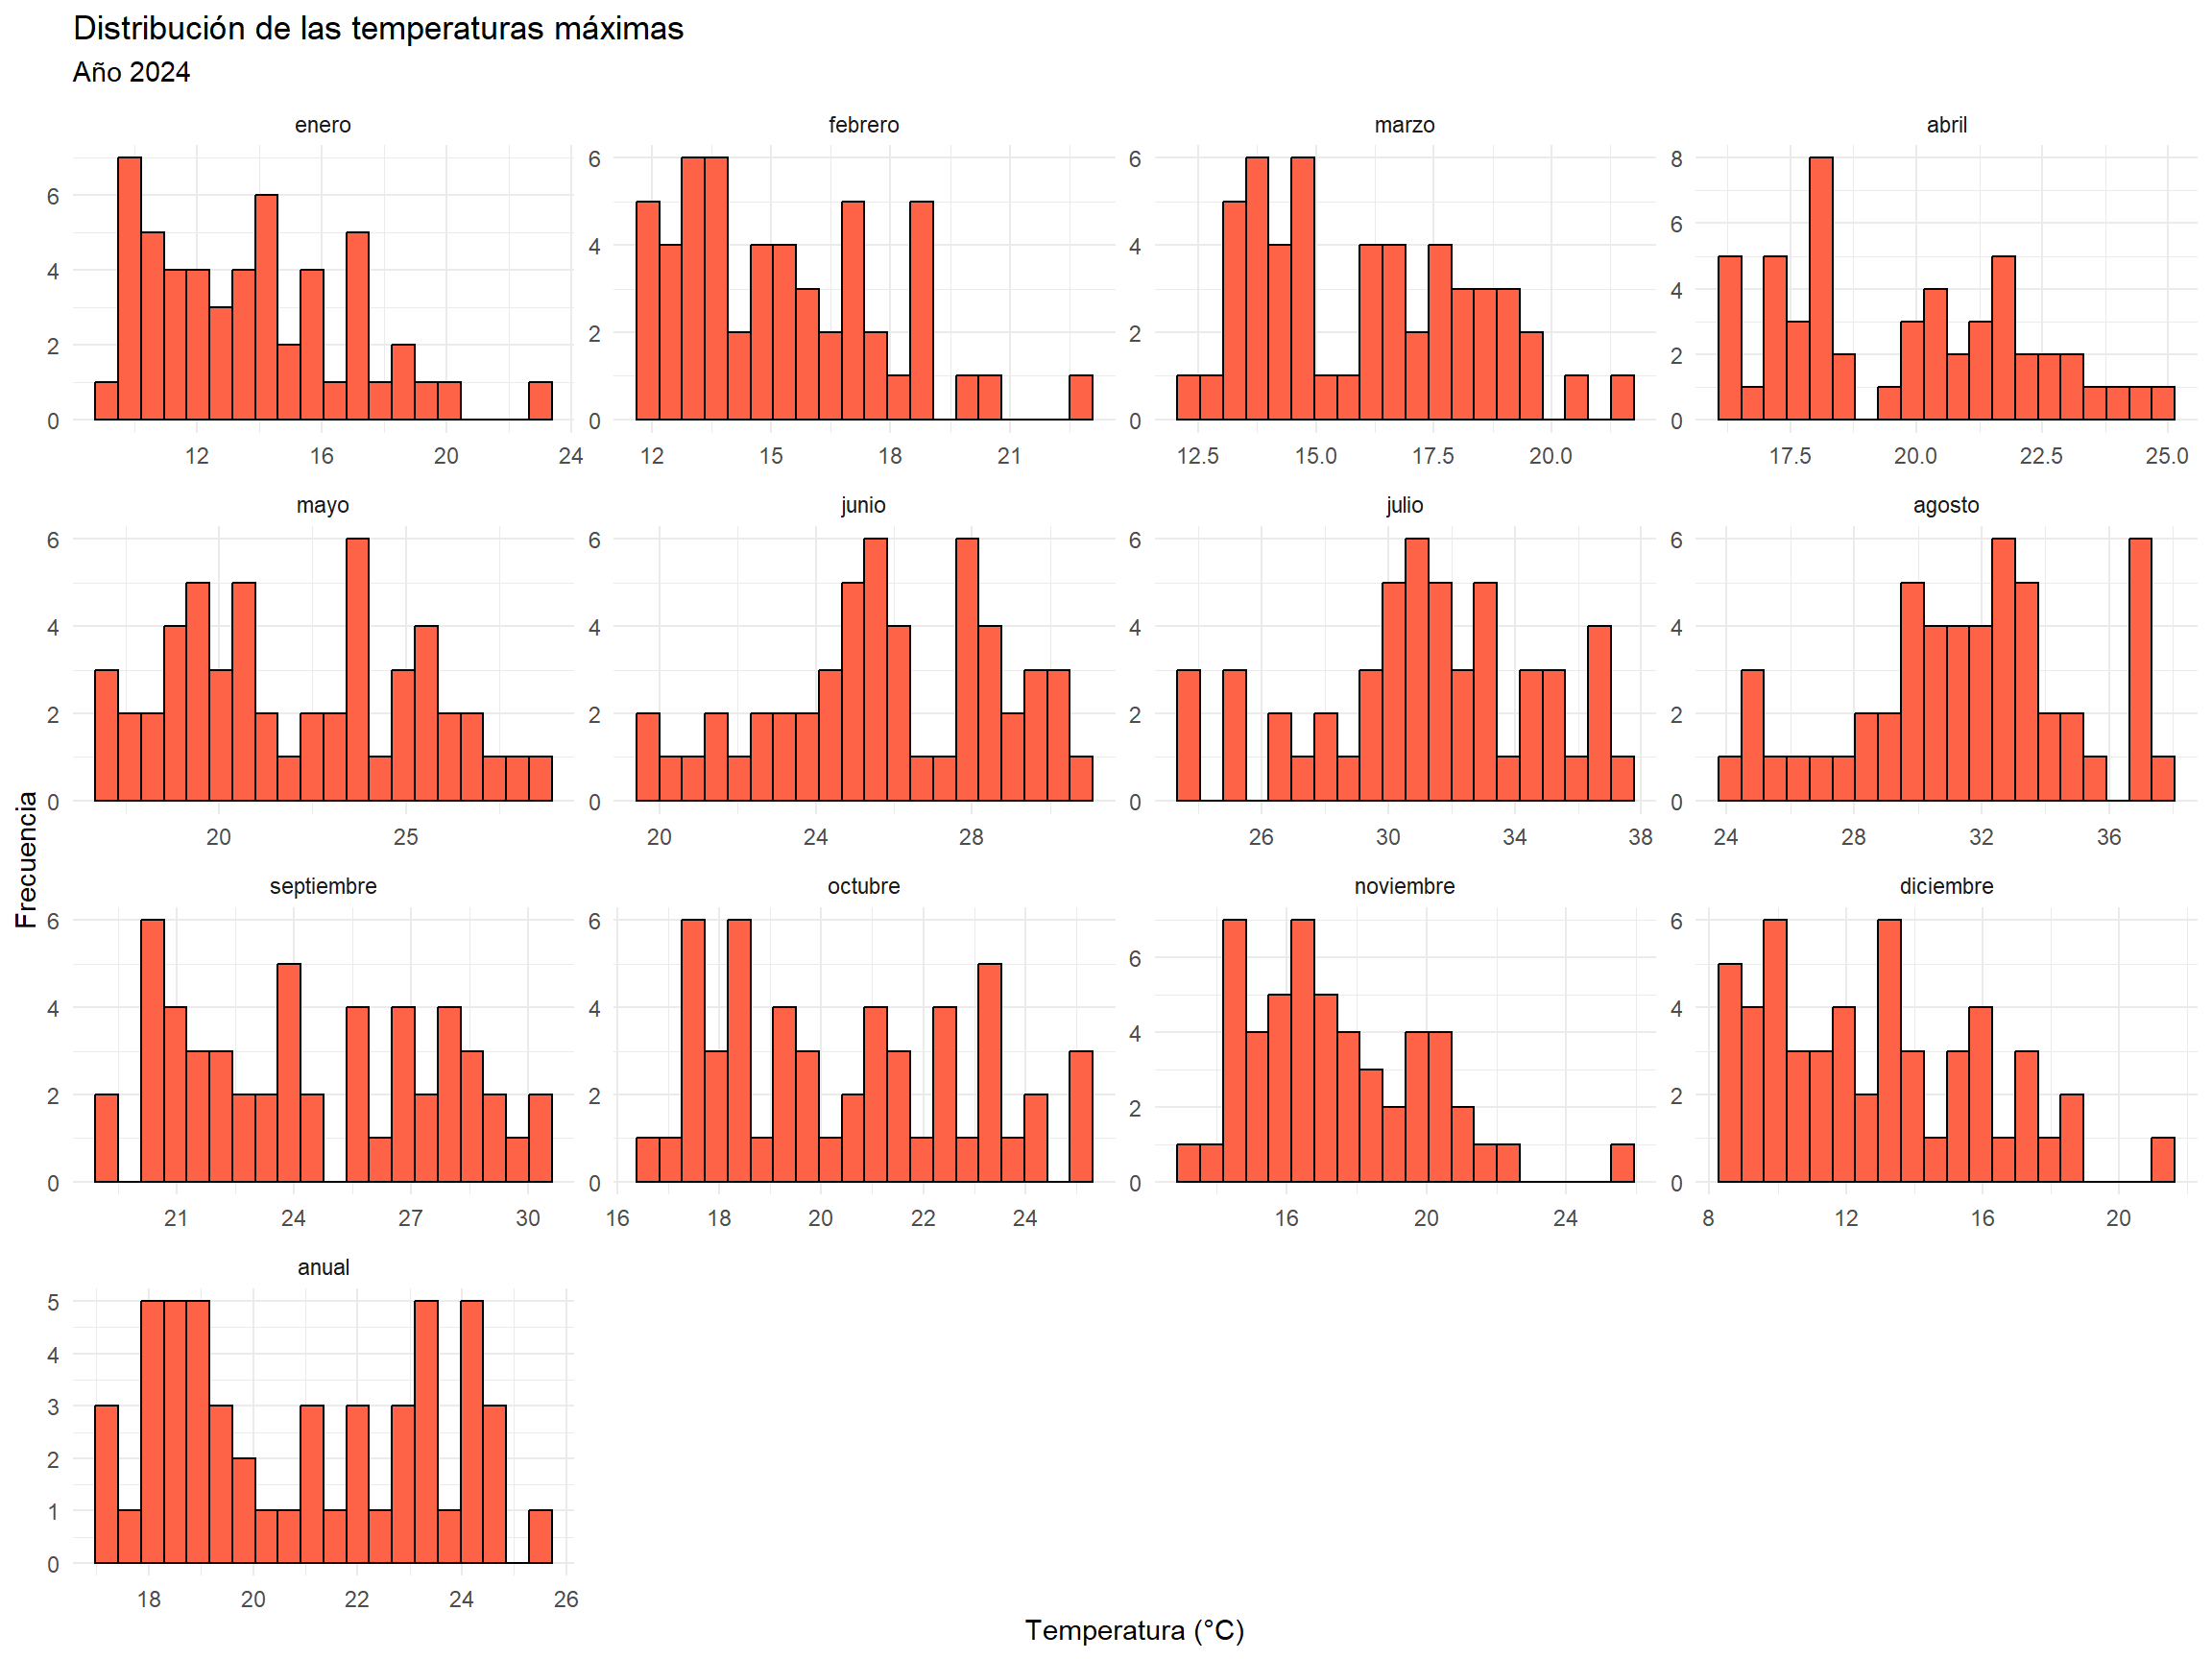 Distribución de las temperaturas máximas
Año 2024
enero febrero marzo abril
6 4 2 0
6 4 2 0
6 4 2 0
8 6 4 2 0
12 16 20 24
12 15 18 21
12.5 15.0 17.5 20.0
17.5 20.0 22.5 25.0
mayo junio julio agosto
6 4 2 0
6 4 2 0
6 4 2 0
6 4 2 0
20 25
20 24 28
26 30 34 38
24 28 32 36
Frecuencia
septiembre octubre noviembre diciembre
6 4 2 0
6 4 2 0
6 4 2 0
6 4 2 0
21 24 27 30
16 18 20 22 24
16 20 24
8 12 16 20
anual
5 4 3 2 1 0
18 20 22 24 26
Temperatura (°C)